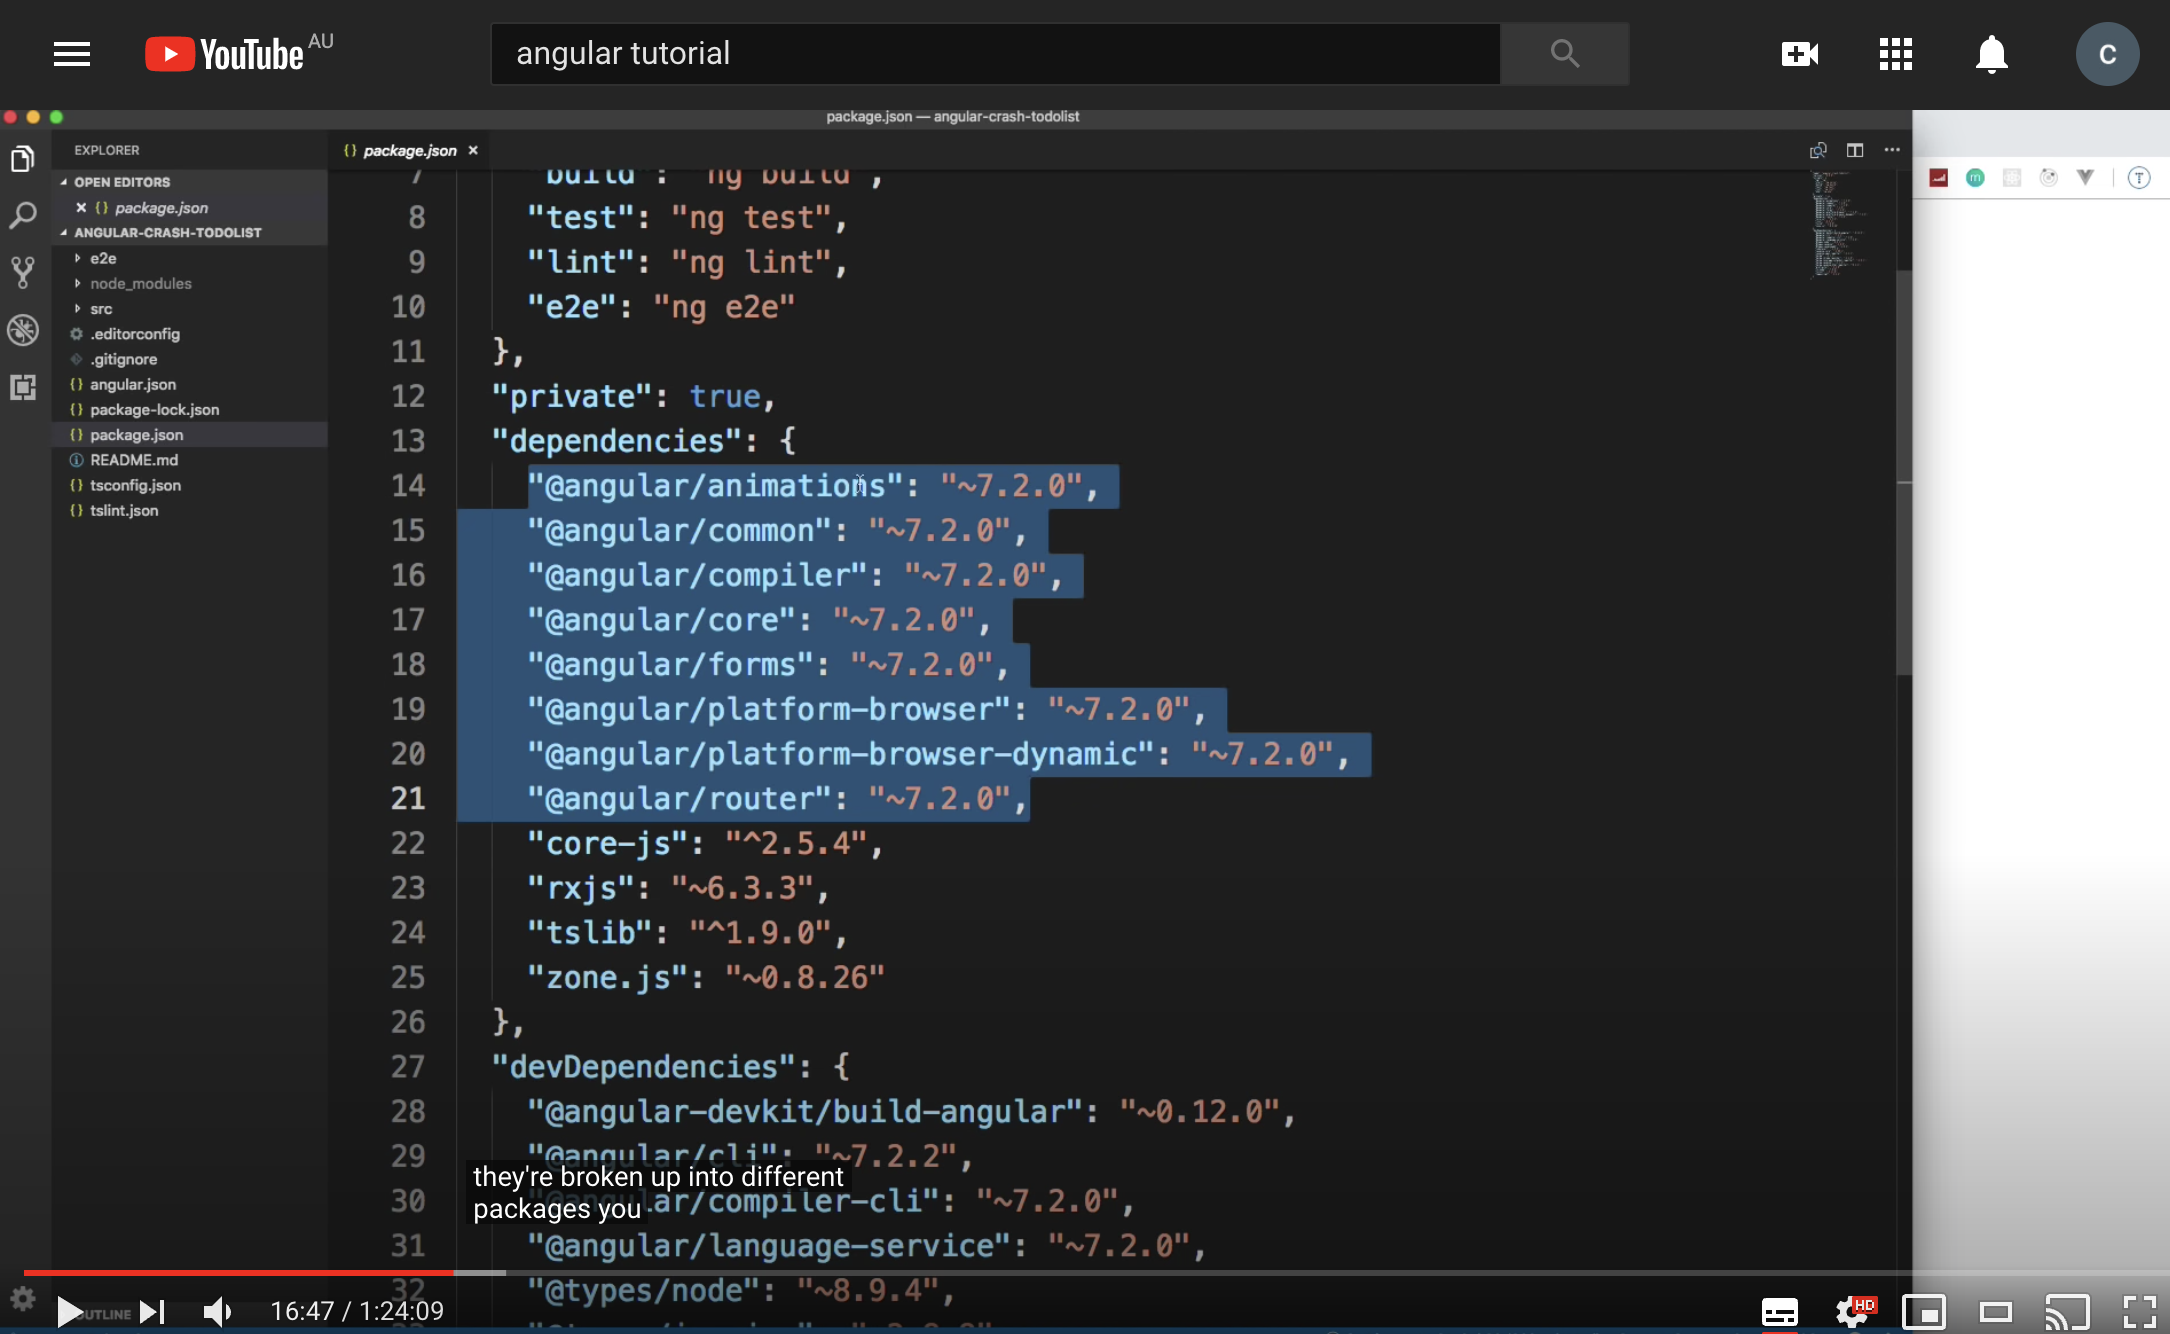 YouTube AU
angular tutorial
C
package.json — angular-crash-todolist
EXPLORER
OPEN EDITORS
{} package.json
ANGULAR-CRASH-TODOLIST
e2e
node_modules
src
.editorconfig
.gitignore
{} angular.json
{} package-lock.json
{} package.json
README.md
{} tsconfig.json
{} tslint.json
OUTLINE
{} package.json ×
7 "build": "ng build",
8 "test": "ng test",
9 "lint": "ng lint",
10 "e2e": "ng e2e"
11 },
12 "private": true,
13 "dependencies": {
14 "@angular/animations": "~7.2.0",
15 "@angular/common": "~7.2.0",
16 "@angular/compiler": "~7.2.0",
17 "@angular/core": "~7.2.0",
18 "@angular/forms": "~7.2.0",
19 "@angular/platform-browser": "~7.2.0",
20 "@angular/platform-browser-dynamic": "~7.2.0",
21 "@angular/router": "~7.2.0",
22 "core-js": "^2.5.4",
23 "rxjs": "~6.3.3",
24 "tslib": "^1.9.0",
25 "zone.js": "~0.8.26"
26 },
27 "devDependencies": {
28 "@angular-devkit/build-angular": "~0.12.0",
29 "@angular/cli": "~7.2.2",
30 "@angular/compiler-cli": "~7.2.0",
31 "@angular/language-service": "~7.2.0",
32 "@types/node": "~8.9.4",
they're broken up into different
packages you
16:47 / 1:24:09
HD